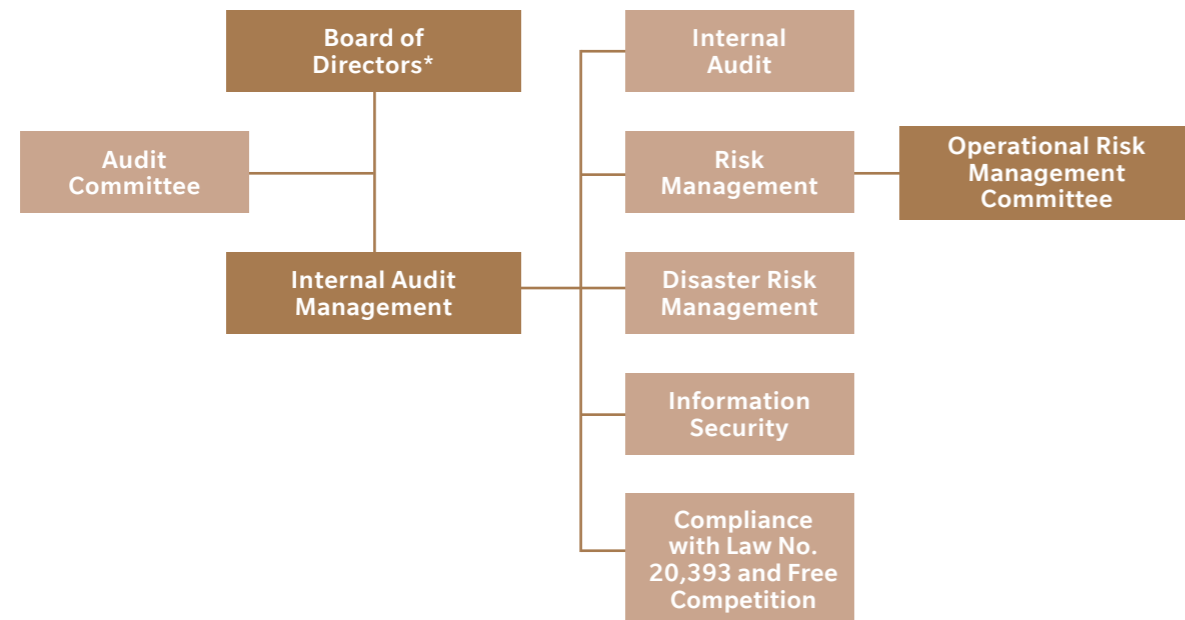 Board of
Directors*
Audit
Committee
Internal Audit
Management
Internal
Audit
Risk
Management
Operational Risk
Management
Committee
Disaster Risk
Management
Information
Security
Compliance
with Law No.
20,393 and Free
Competition